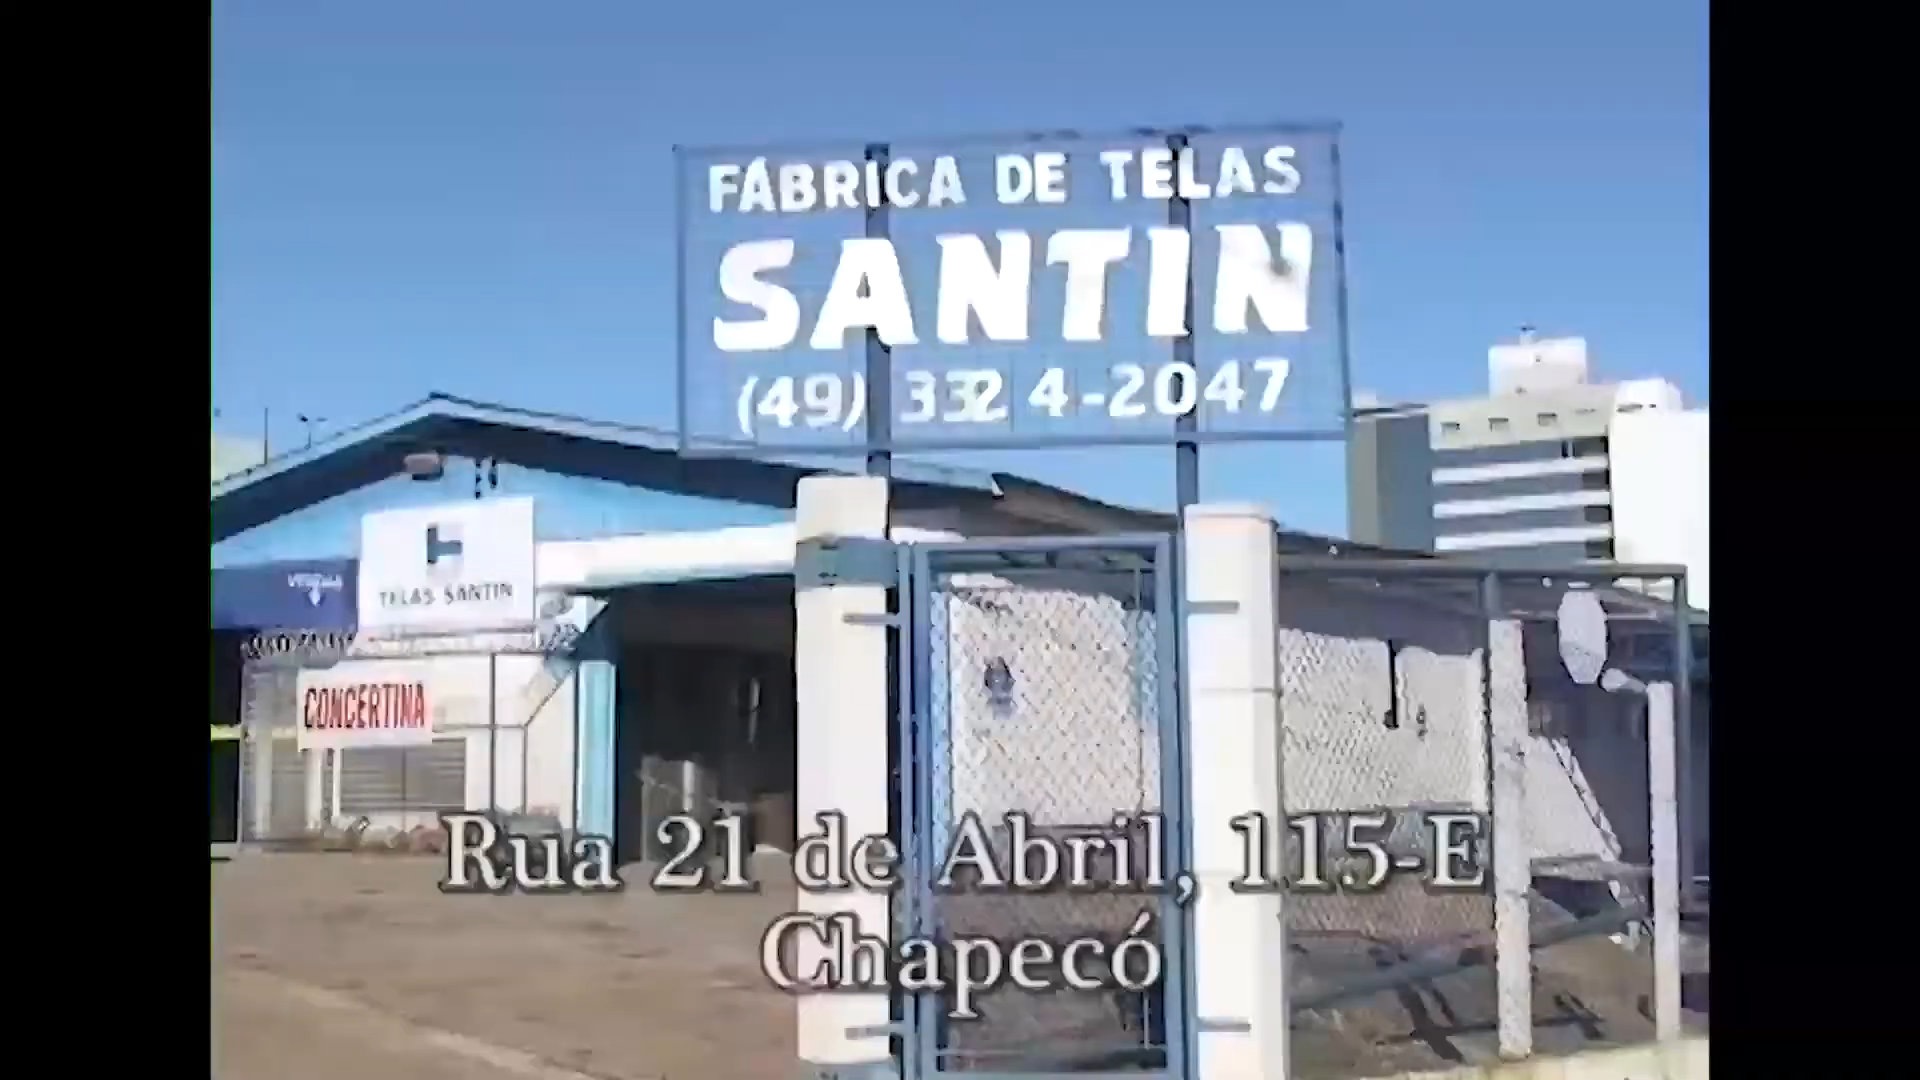 FÁBRICA DE TELAS
SANTIN
(49) 3324-2047
TELAS SANTIN
CONCERTINA
Rua 21 de Abril, 115-E
Chapecó